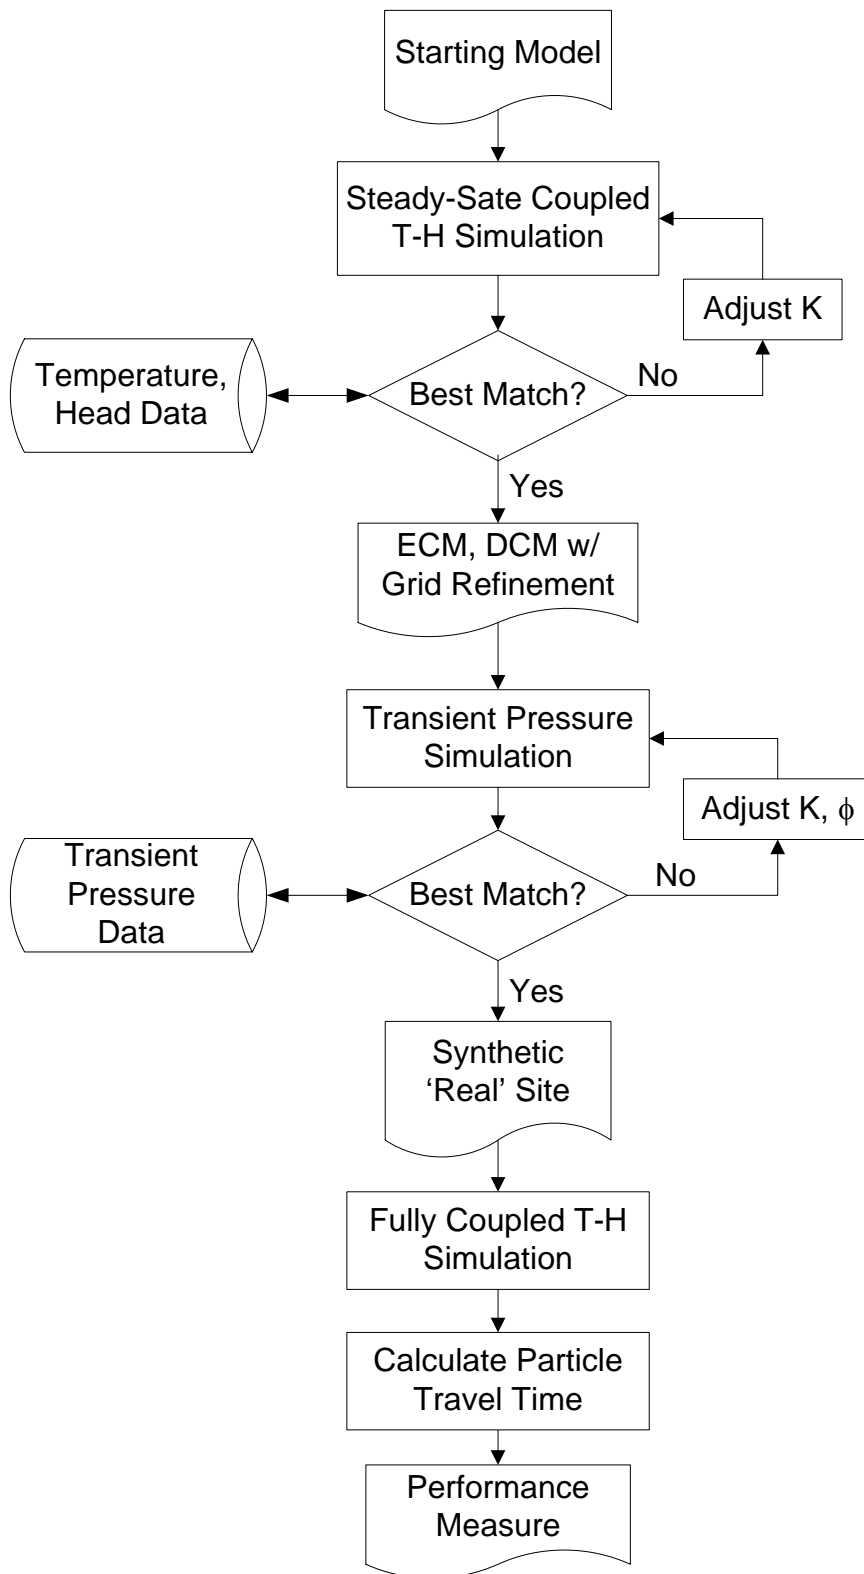 Starting Model
Steady-Sate Coupled
T-H Simulation
Adjust K
Temperature,
Head Data
Best Match?
No
Yes
ECM, DCM w/
Grid Refinement
Transient Pressure
Simulation
Adjust K, ϕ
Transient
Pressure
Data
Best Match?
No
Yes
Synthetic
‘Real’ Site
Fully Coupled T-H
Simulation
Calculate Particle
Travel Time
Performance
Measure